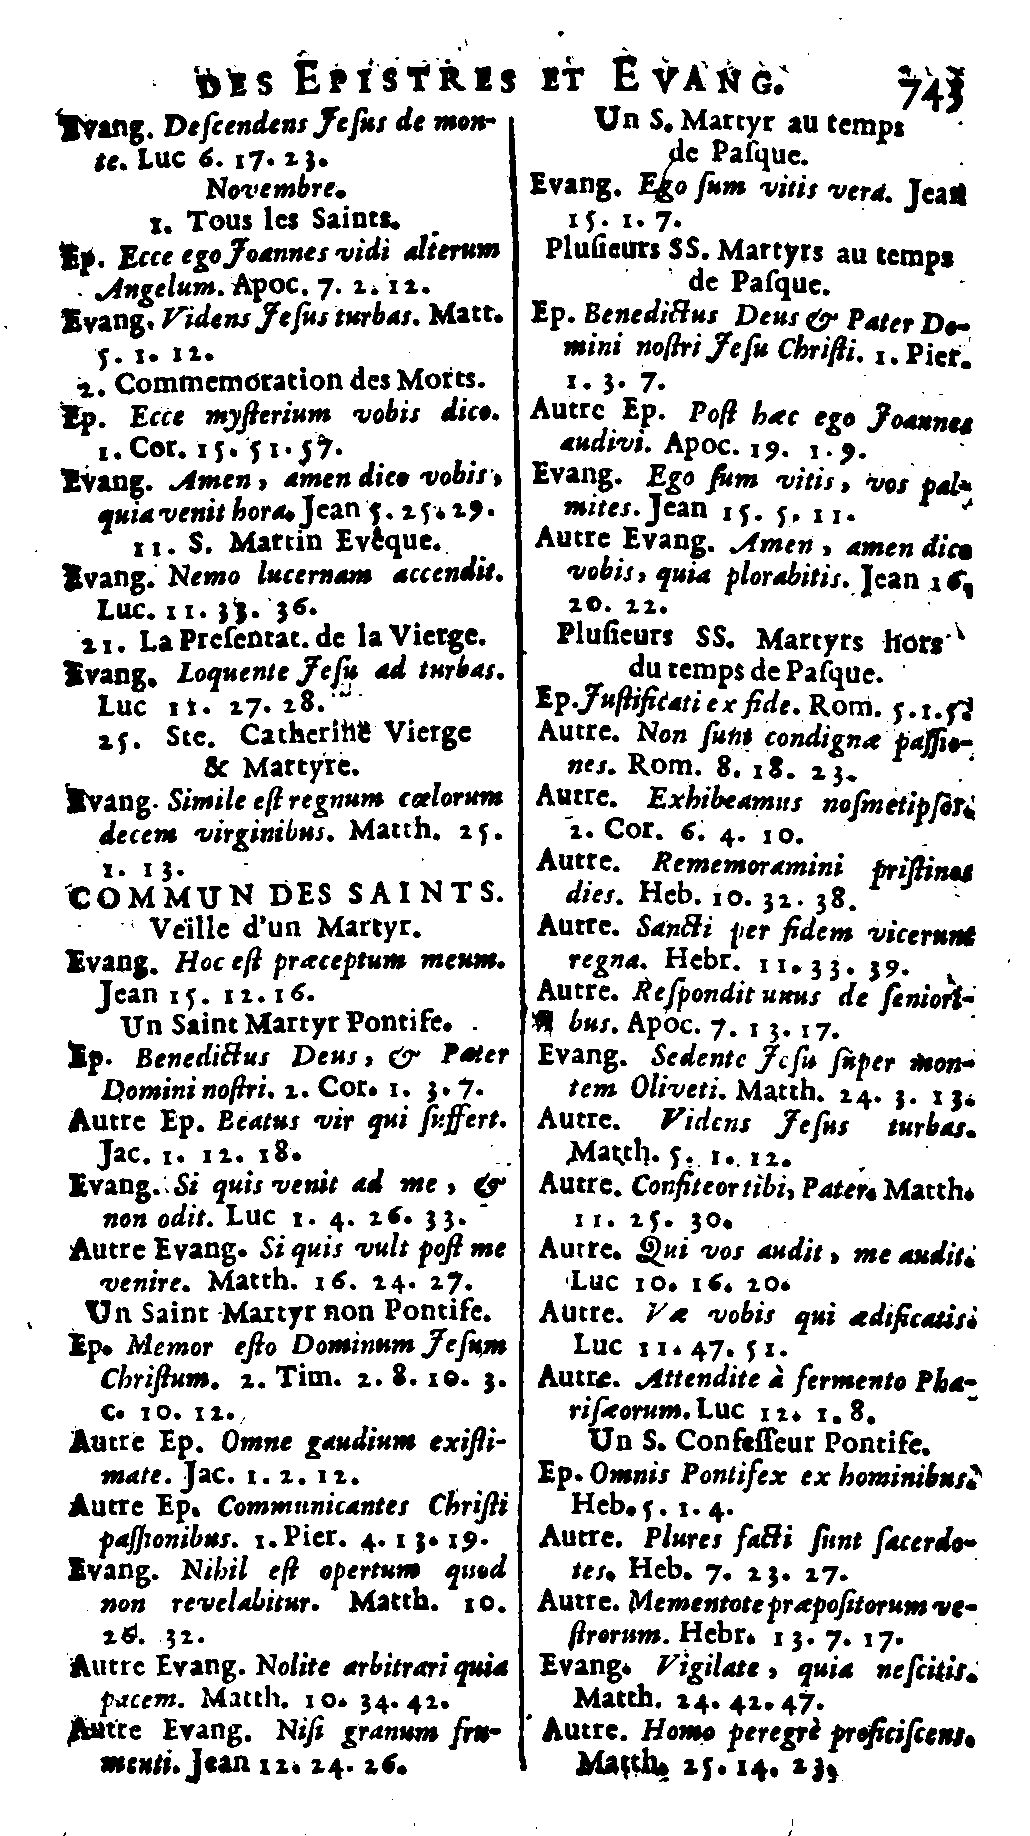 DES EPISTRES ET EVANG. 743
Evang. Deſcendens Jeſus de mon-
te. Luc 6. 17. 23.
Novembre.
1. Tous les Saints.
Ep. Ecce ego Joannes vidi alterum
Angelum. Apoc. 7. 2. 12.
Evang. Videns Jeſus turbas. Matt.
5. 1. 12.
2. Commemoration des Morts.
Ep. Ecce myſterium vobis dico.
1. Cor. 15. 51. 57.
Evang. Amen, amen dico vobis,
quia venit hora. Jean 5. 25. 29.
11. S. Martin Evêque.
Evang. Nemo lucernam accendit.
Luc. 11. 33. 36.
21. La Preſentat. de la Vierge.
Evang. Loquente Jeſu ad turbas.
Luc 11. 27. 28.
25. Ste. Catherine Vierge
& Martyre.
Evang. Simile eſt regnum cœlorum
decem virginibus. Matth. 25.
1. 13.
COMMUN DES SAINTS.
Veille d'un Martyr.
Evang. Hoc eſt præceptum meum.
Jean 15. 12. 16.
Un Saint Martyr Pontife.
Ep. Benedictus Deus, & Pater
Domini noſtri. 2. Cor. 1. 3. 7.
Autre Ep. Beatus vir qui ſuffert.
Jac. 1. 12. 18.
Evang. Si quis venit ad me, &
non odit. Luc 1. 4. 26. 33.
Autre Evang. Si quis vult poſt me
venire. Matth. 16. 24. 27.
Un Saint Martyr non Pontife.
Ep. Memor eſto Dominum Jeſum
Chriſtum. 2. Tim. 2. 8. 10. 3.
c. 10. 12.
Autre Ep. Omne gaudium exiſti-
mate. Jac. 1. 2. 12.
Autre Ep. Communicantes Chriſti
paſſionibus. 1. Pier. 4. 13. 19.
Evang. Nihil eſt opertum quod
non revelabitur. Matth. 10.
26. 32.
Autre Evang. Nolite arbitrari quia
pacem. Matth. 10. 34. 42.
Autre Evang. Niſi granum fru-
menti. Jean 12. 24. 26.
Un S. Martyr au temps
de Paſque.
Evang. Ego ſum vitis vera. Jean
15. 1. 7.
Pluſieurs SS. Martyrs au temps
de Paſque.
Ep. Benedictus Deus & Pater Do-
mini noſtri Jeſu Chriſti. 1. Pier.
1. 3. 7.
Autre Ep. Poſt hæc ego Joannes
audivi. Apoc. 19. 1. 9.
Evang. Ego ſum vitis, vos pal-
mites. Jean 15. 5. 11.
Autre Evang. Amen, amen dico
vobis, quia plorabitis. Jean 16.
20. 22.
Pluſieurs SS. Martyrs hors
du temps de Paſque.
Ep. Juſtificati ex fide. Rom. 5. 1. 5.
Autre. Non ſunt condignæ paſſio-
nes. Rom. 8. 18. 23.
Autre. Exhibeamus noſmetipſos.
2. Cor. 6. 4. 10.
Autre. Rememoramini priſtinos
dies. Heb. 10. 32. 38.
Autre. Sancti per fidem vicerunt
regna. Hebr. 11. 33. 39.
Autre. Reſpondit unus de ſeniori-
bus. Apoc. 7. 13. 17.
Evang. Sedente Jeſu ſuper mon-
tem Oliveti. Matth. 24. 3. 13.
Autre. Videns Jeſus turbas.
Matth. 5. 1. 12.
Autre. Confiteor tibi, Pater. Matth.
11. 25. 30.
Autre. Qui vos audit, me audit.
Luc 10. 16. 20.
Autre. Væ vobis qui ædificatis.
Luc 11. 47. 51.
Autre. Attendite à fermento Pha-
riſæorum. Luc 12. 1. 8.
Un S. Confeſſeur Pontife.
Ep. Omnis Pontifex ex hominibus.
Heb. 5. 1. 4.
Autre. Plures facti ſunt ſacerdo-
tes. Heb. 7. 23. 27.
Autre. Mementote præpoſitorum ve-
ſtrorum. Hebr. 13. 7. 17.
Evang. Vigilate, quia neſcitis.
Matth. 24. 42. 47.
Autre. Homo peregrè proficiſcens.
Matth. 25. 14. 23.